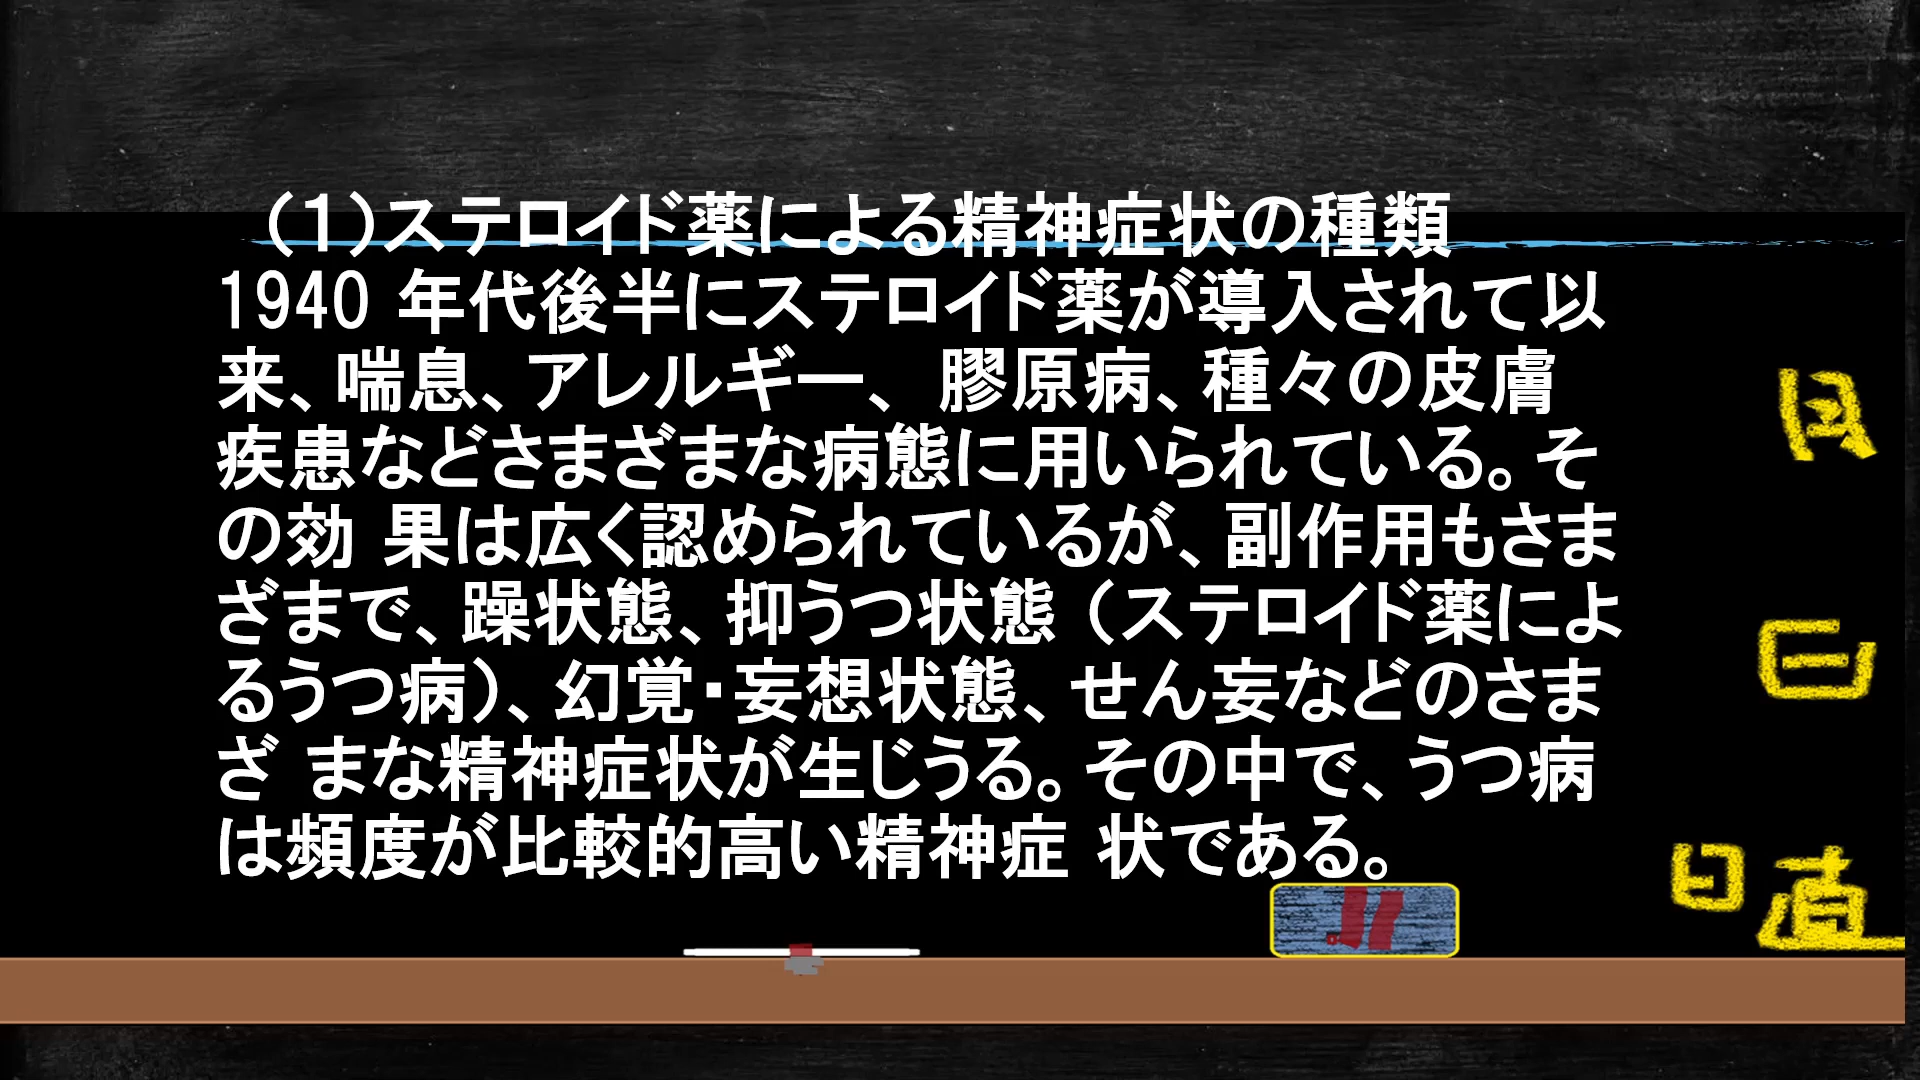 （１）ステロイド薬による精神症状の種類
1940 年代後半にステロイド薬が導入されて以
来、喘息、アレルギー、 膠原病、種々の皮膚
疾患などさまざまな病態に用いられている。そ
の効 果は広く認められているが、副作用もさま
ざまで、躁状態、抑うつ状態 （ステロイド薬によ
るうつ病）、幻覚・妄想状態、せん妄などのさま
ざ まな精神症状が生じうる。その中で、うつ病
は頻度が比較的高い精神症 状である。
日直